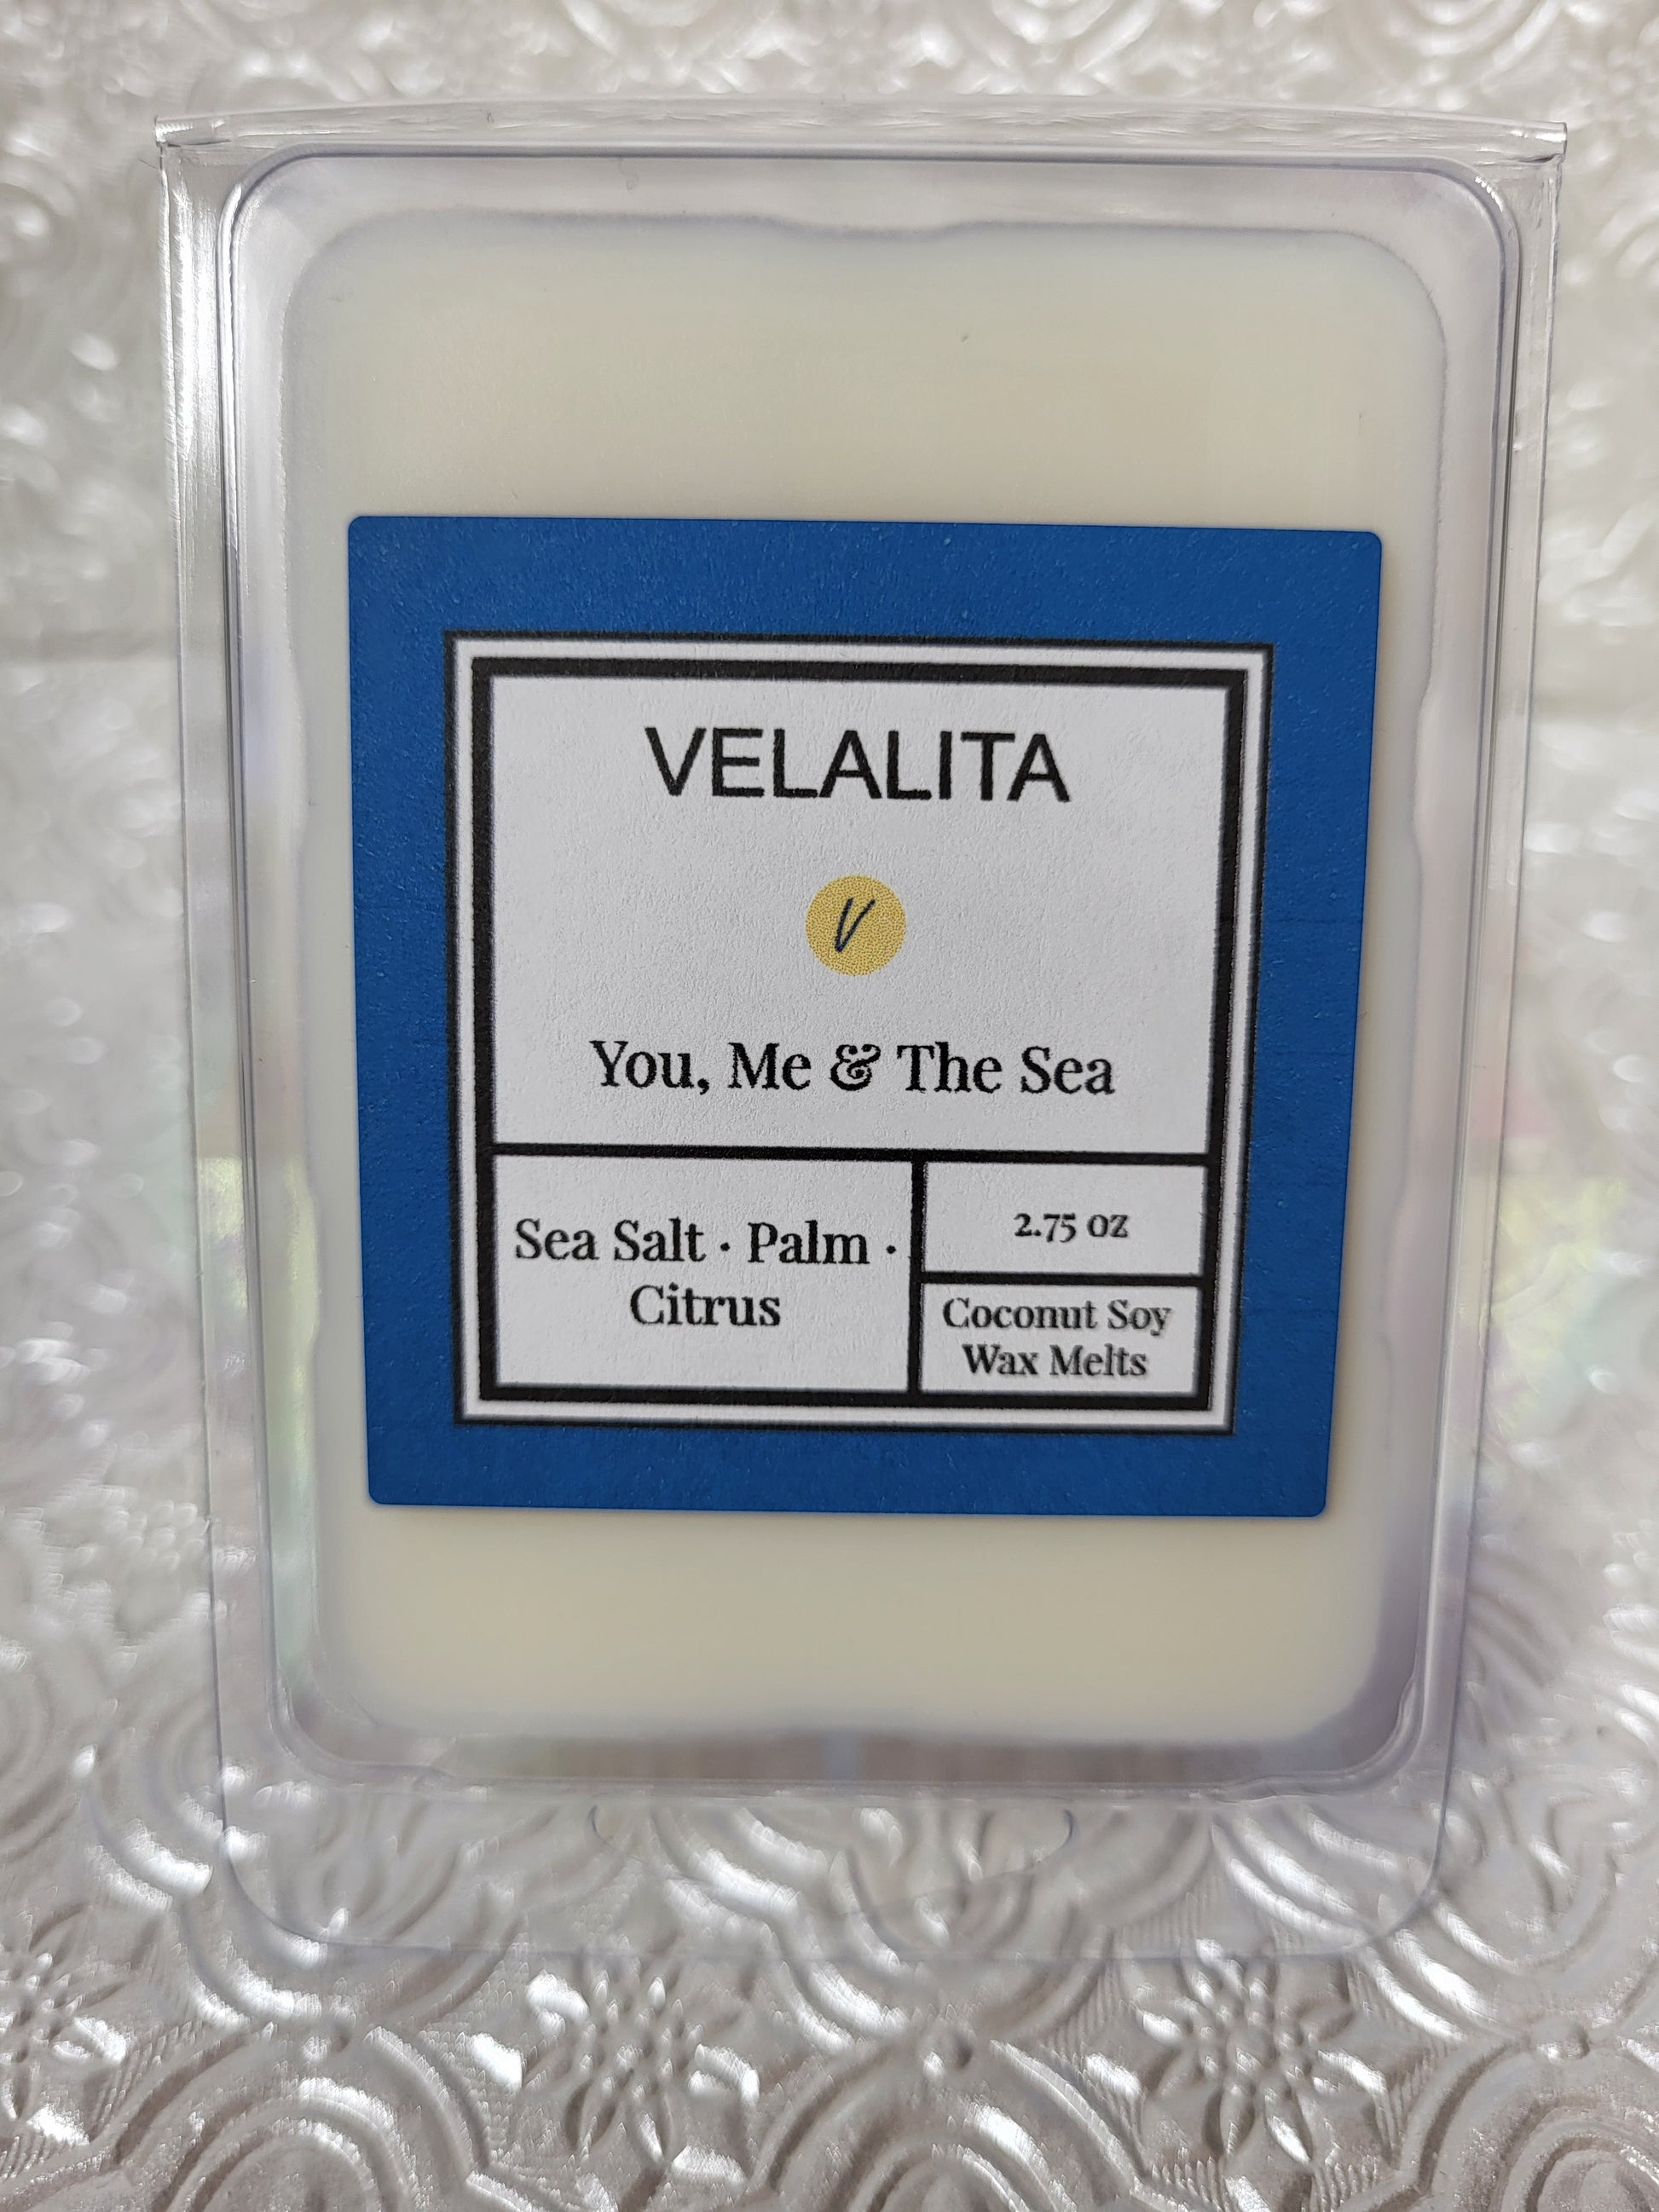 VELALITA
V
You, Me & The Sea
Sea Salt · Palm ·
Citrus
2.75 oz
Coconut Soy
Wax Melts